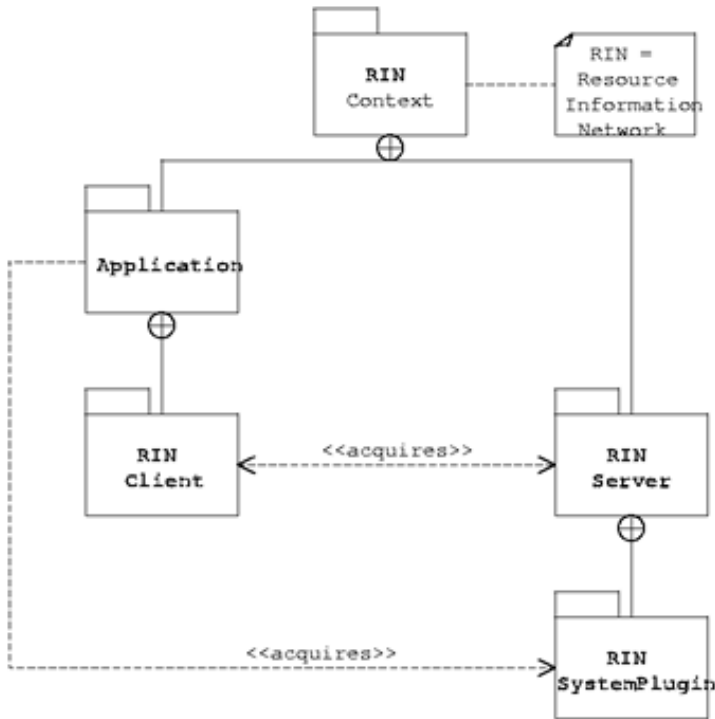 RIN
Context
RIN =
Resource
Information
Network
Application
RIN
Client
<<acquires>>
RIN
Server
<<acquires>>
RIN
SystemPlugin